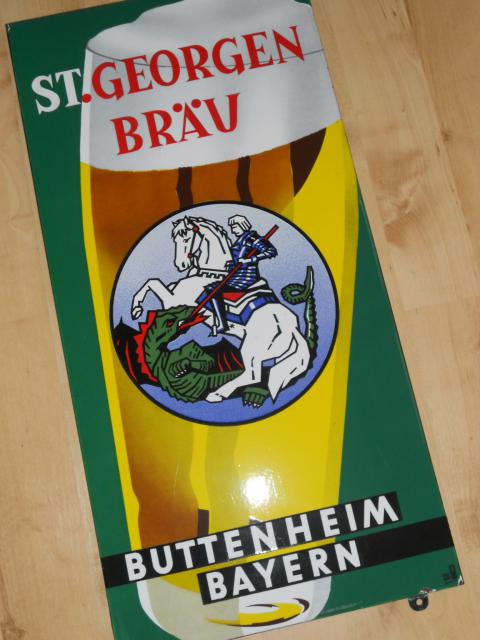 ST. GEORGEN
BRÄU
BUTTENHEIM
BAYERN